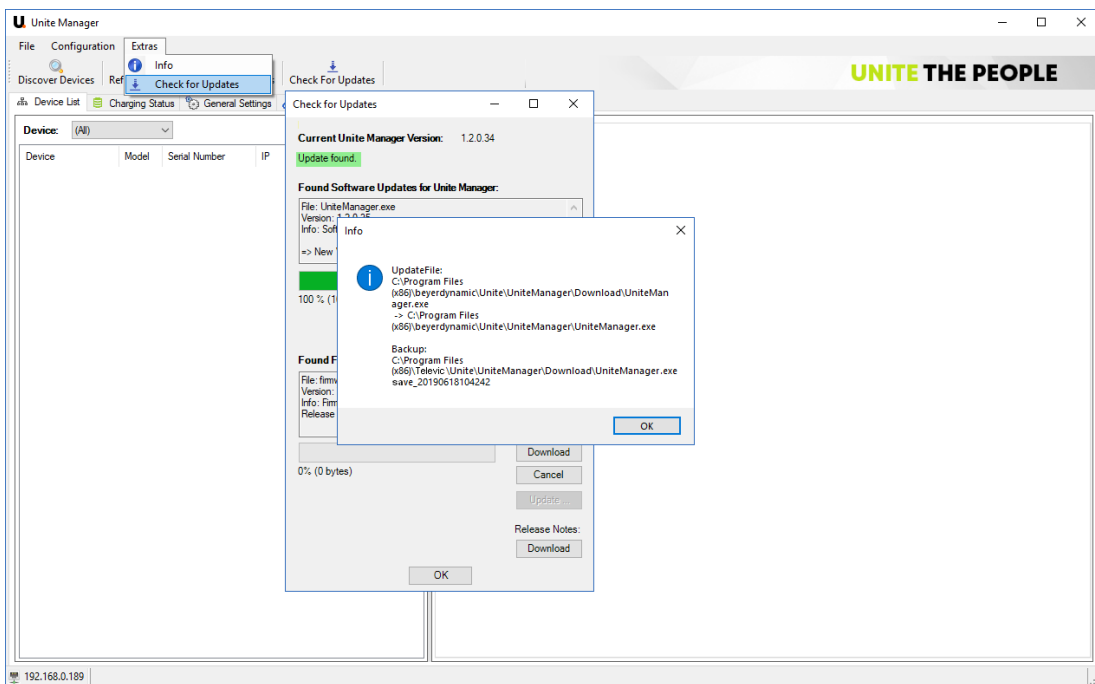 Unite Manager
File Configuration Extras
Info
Check for Updates
Discover Devices
Check For Updates
UNITE THE PEOPLE
Device List Charging Status General Settings
Device: (All)
Device Model Serial Number IP
Check for Updates
Current Unite Manager Version: 1.2.0.34
Update found.
Found Software Updates for Unite Manager:
File: UniteManager.exe
Version:
Info:
=> New
100 %
Found
File:
Version:
Info:
Release
0% (0 bytes)
Download
Cancel
Update ...
Release Notes:
Download
OK
Info
UpdateFile:
C:\Program Files
(x86)\beyerdynamic\Unite\UniteManager\Download\UniteMan
ager.exe
-> C:\Program Files
(x86)\beyerdynamic\Unite\UniteManager\UniteManager.exe
Backup:
C:\Program Files
(x86)\Televic\Unite\UniteManager\Download\UniteManager.exe
save_20190618104242
OK
192.168.0.189